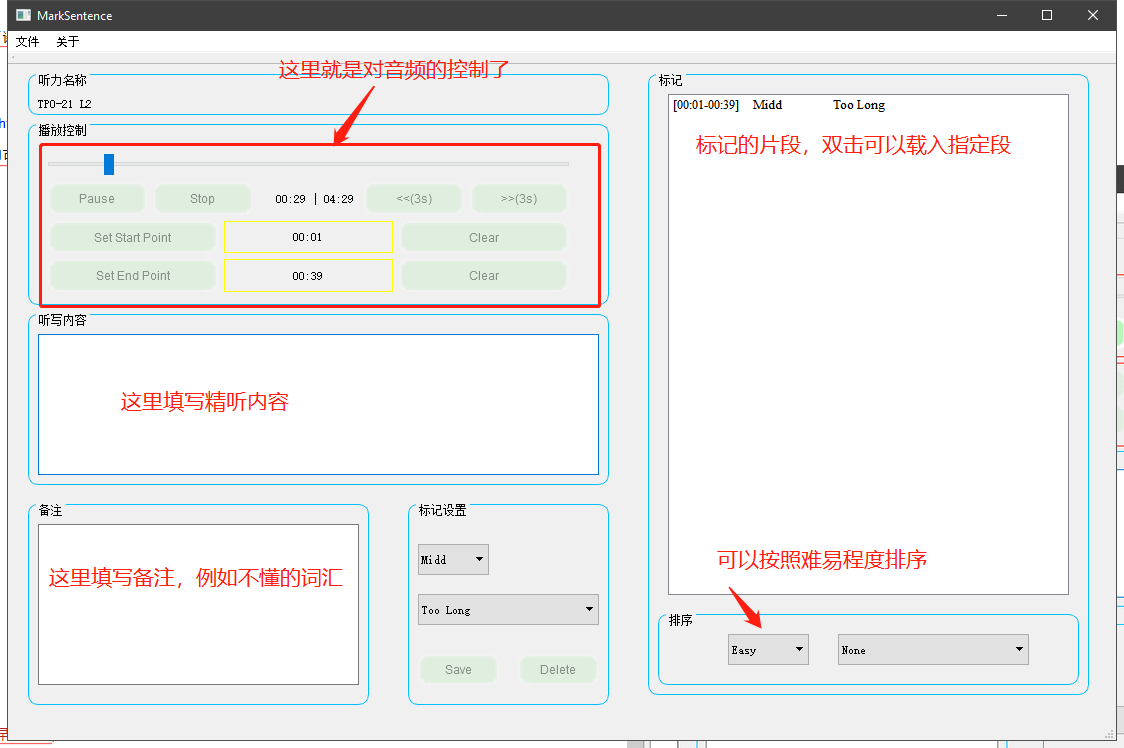 MarkSentence
文件 关于
这里就是对音频的控制了
听力名称
TPO-21 L2
播放控制
Pause Stop 00:29 | 04:29 <<(3s) >>(3s)
Set Start Point 00:01 Clear
Set End Point 00:39 Clear
听写内容
这里填写精听内容
备注
这里填写备注，例如不懂的词汇
标记设置
Midd
Too Long
Save Delete
标记
[00:01-00:39] Midd Too Long
标记的片段，双击可以载入指定段
可以按照难易程度排序
排序
Easy None